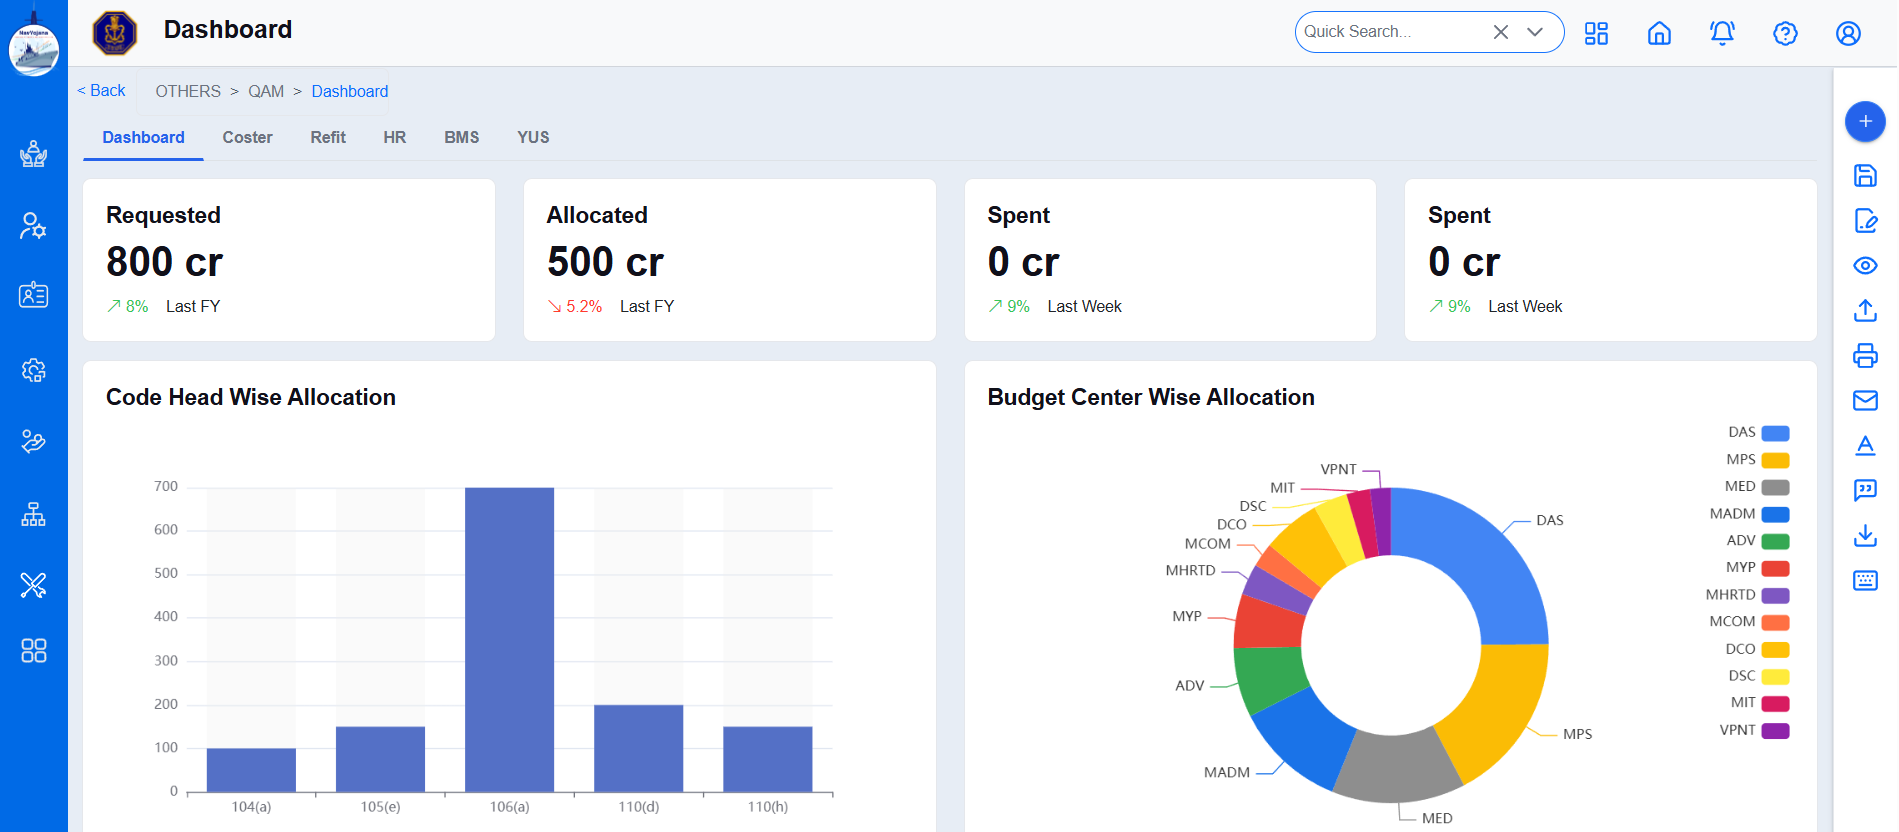 NavYojana
Dashboard
Quick Search...
< Back
OTHERS > QAM > Dashboard
Dashboard Coster Refit HR BMS YUS
Requested
800 cr
8% Last FY
Allocated
500 cr
5.2% Last FY
Spent
0 cr
9% Last Week
Spent
0 cr
9% Last Week
Code Head Wise Allocation
700
600
500
400
300
200
100
0
104(a) 105(e) 106(a) 110(d) 110(h)
Budget Center Wise Allocation
VPNT
MIT
DSC
DCO
MCOM
MHRTD
MYP
ADV
MADM
MED
MPS
DAS
DAS
MPS
MED
MADM
ADV
MYP
MHRTD
MCOM
DCO
DSC
MIT
VPNT